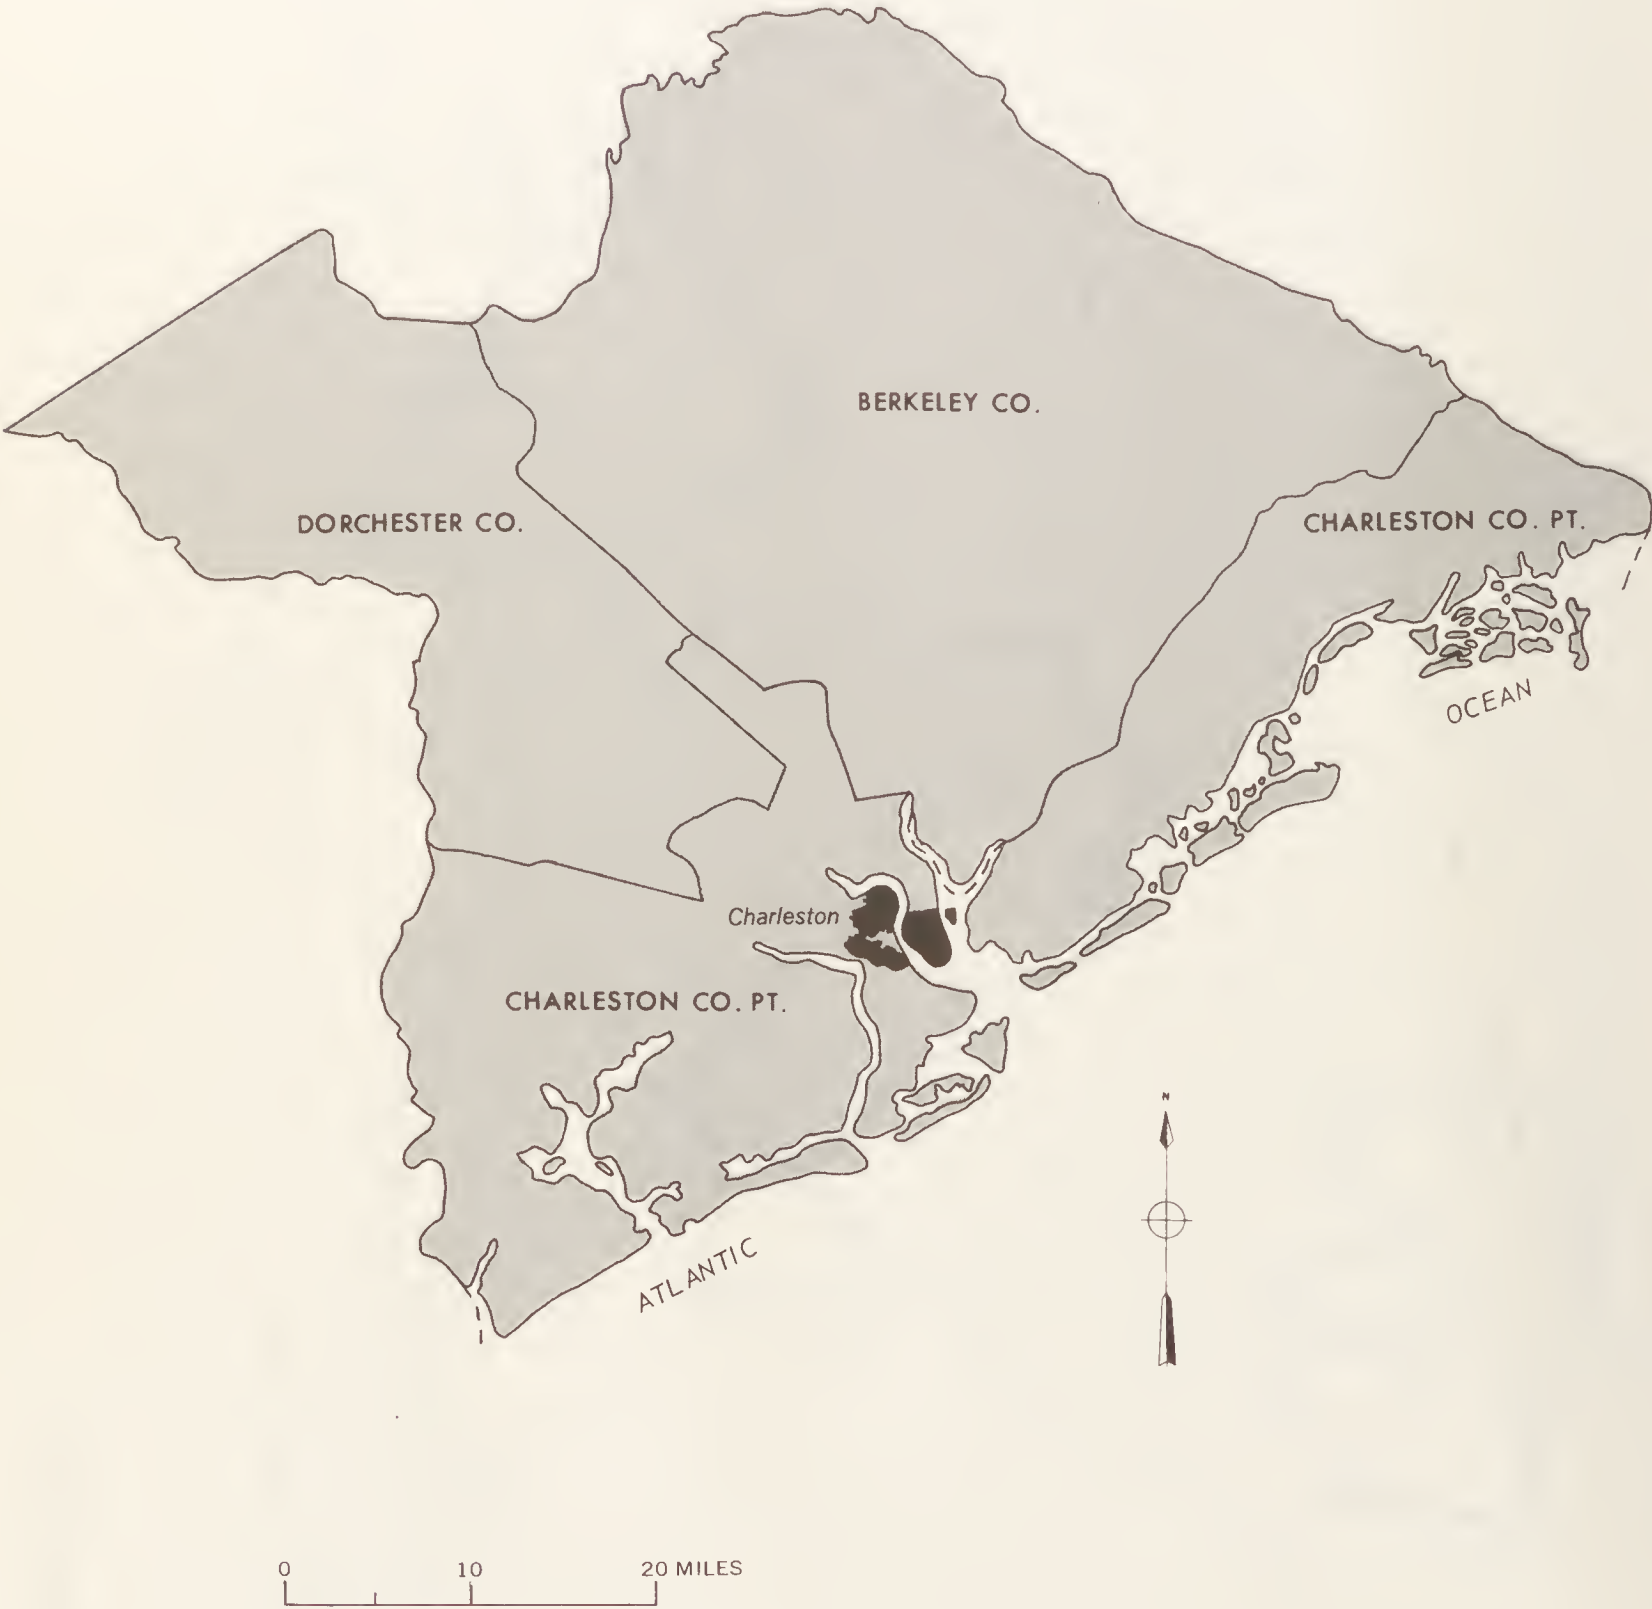 BERKELEY CO.
DORCHESTER CO.
CHARLESTON CO. PT.
OCEAN
Charleston
CHARLESTON CO. PT.
N
ATLANTIC
0 10 20 MILES